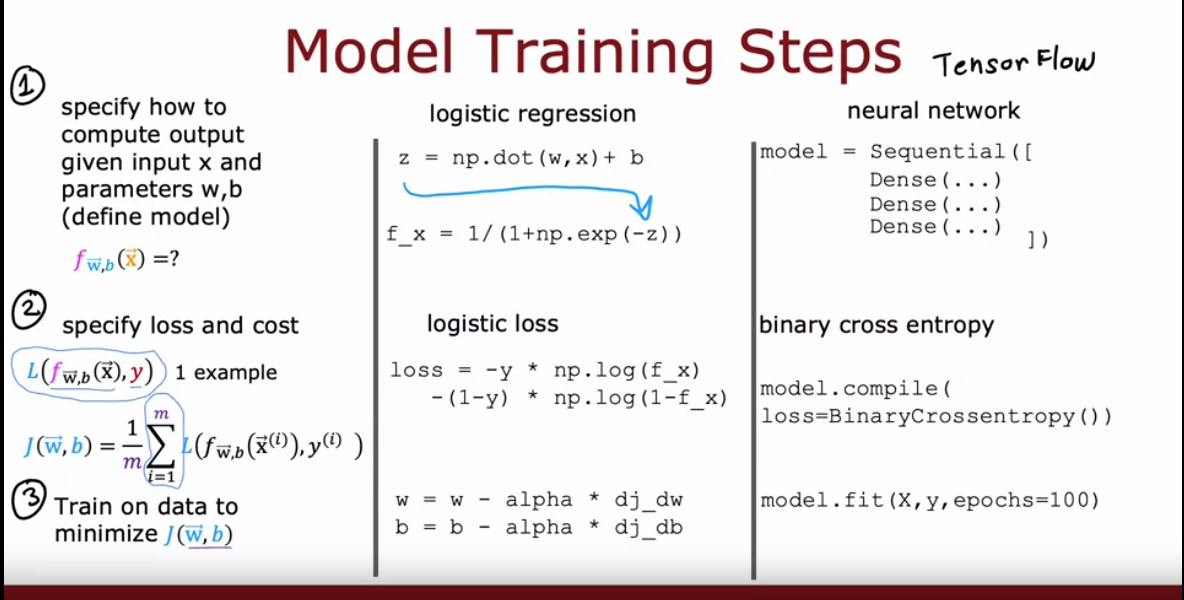 Model Training Steps
TensorFlow
1
specify how to
compute output
given input x and
parameters w,b
(define model)
f w⃗,b (x⃗) =?
logistic regression
z = np.dot(w,x)+ b
f_x = 1/(1+np.exp(-z))
neural network
model = Sequential([
Dense(...)
Dense(...)
Dense(...)
])
2
specify loss and cost
L(f w⃗,b (x⃗), y) 1 example
J(w⃗, b) = 1/m m∑i=1 L(f w⃗,b (x⃗(i)), y(i) )
logistic loss
loss = -y * np.log(f_x)
-(1-y) * np.log(1-f_x)
binary cross entropy
model.compile(
loss=BinaryCrossentropy())
3
Train on data to
minimize J(w⃗, b)
w = w - alpha * dj_dw
b = b - alpha * dj_db
model.fit(X,y,epochs=100)